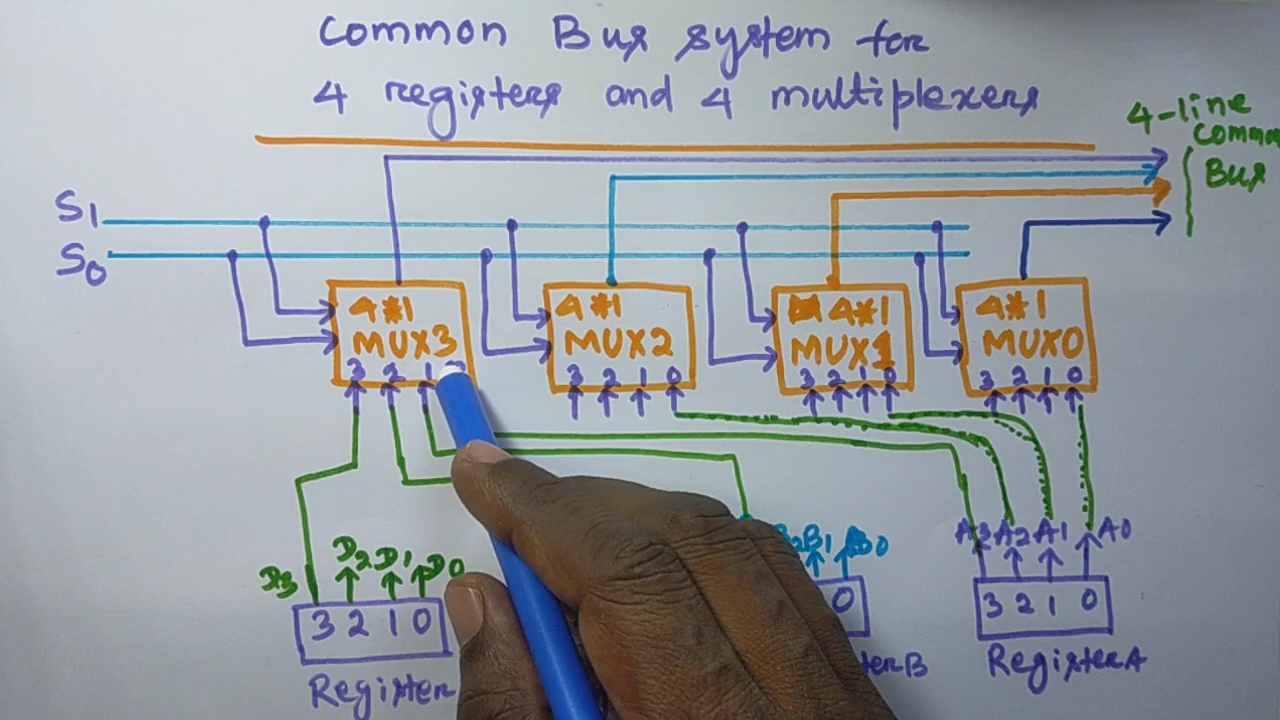 Common Bus system for
4 registers and 4 multiplexers
4-line
Common
Bus
S1
S0
4*1
MUX3
3 2 1
4*1
MUX2
3 2 1 0
4*1
MUX1
3 2 1 0
4*1
MUX0
3 2 1 0
D3 D2 D1 D0
B1 B0
A3 A2 A1 A0
3 2 1 0
0
3 2 1 0
Register
Register A